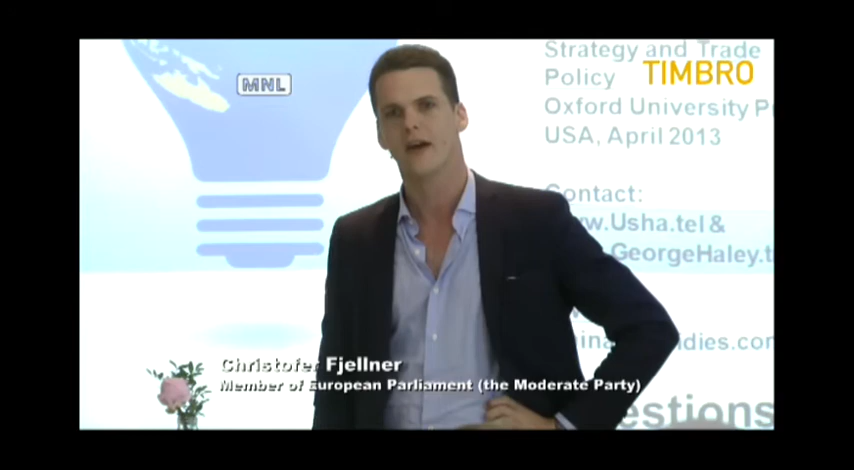 Strategy and Trade
Policy
TIMBRO
MNL
Oxford University
USA, April 2013
Contact:
.Usha.tel &
.GeorgeHaley.t
Christofer Fjellner
Member of European Parliament (the Moderate Party)